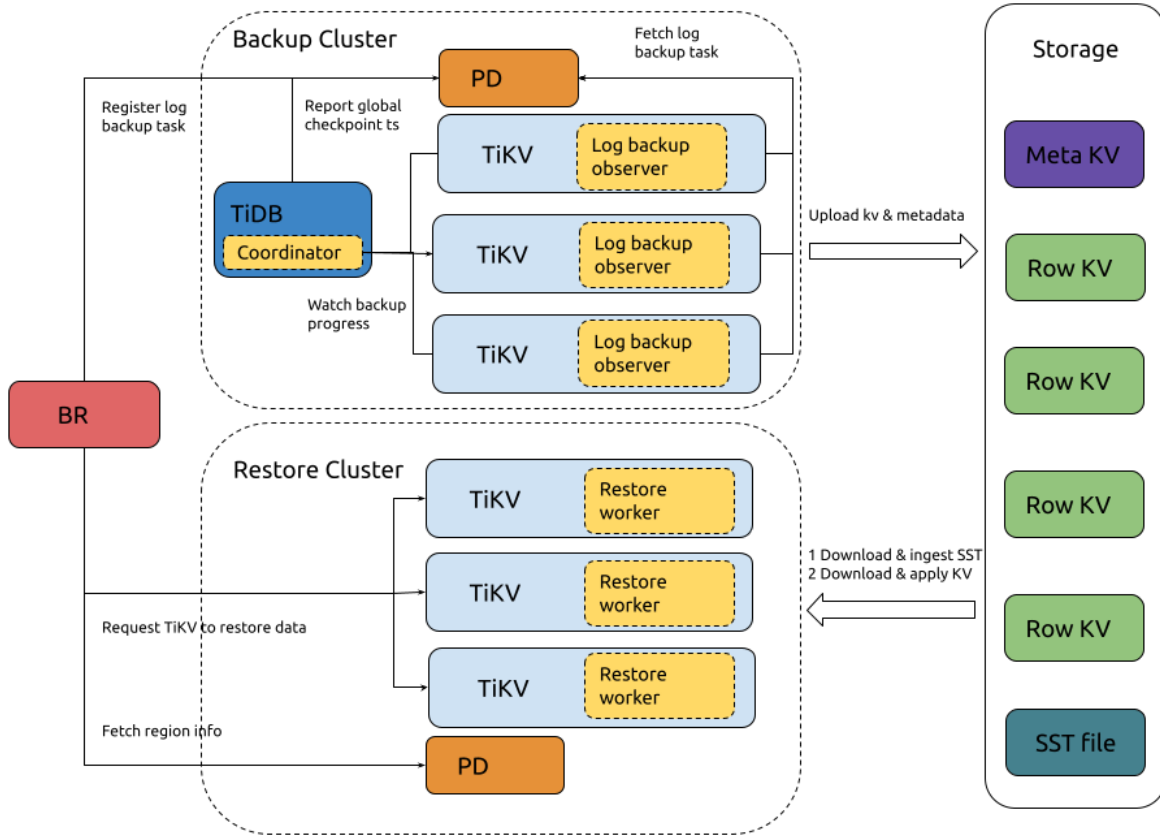 Backup Cluster
Fetch log
backup task
Storage
PD
Register log
backup task
Report global
checkpoint ts
TiKV
Log backup
observer
Meta KV
TiDB
Coordinator
TiKV
Log backup
observer
Upload kv & metadata
Row KV
Watch backup
progress
TiKV
Log backup
observer
Row KV
BR
Restore Cluster
TiKV
Restore
worker
Row KV
1 Download & ingest SST
2 Download & apply KV
TiKV
Restore
worker
Request TiKV to restore data
Row KV
TiKV
Restore
worker
Fetch region info
PD
SST file